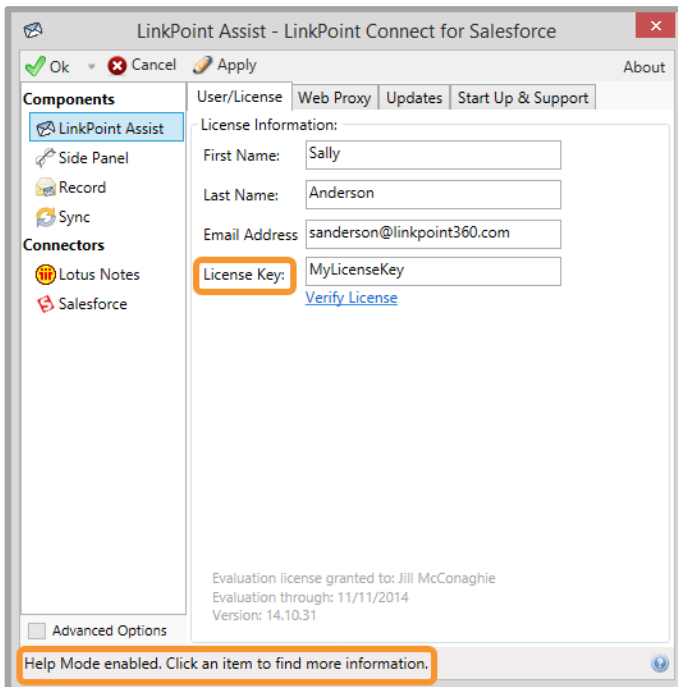 LinkPoint Assist - LinkPoint Connect for Salesforce
Ok Cancel Apply About
Components
LinkPoint Assist
Side Panel
Record
Sync
Connectors
Lotus Notes
Salesforce
Advanced Options
User/License Web Proxy Updates Start Up & Support
License Information:
First Name: Sally
Last Name: Anderson
Email Address sanderson@linkpoint360.com
License Key: MyLicenseKey
Verify License
Evaluation license granted to: Jill McConaghie
Evaluation through: 11/11/2014
Version: 14.10.31
Help Mode enabled. Click an item to find more information.